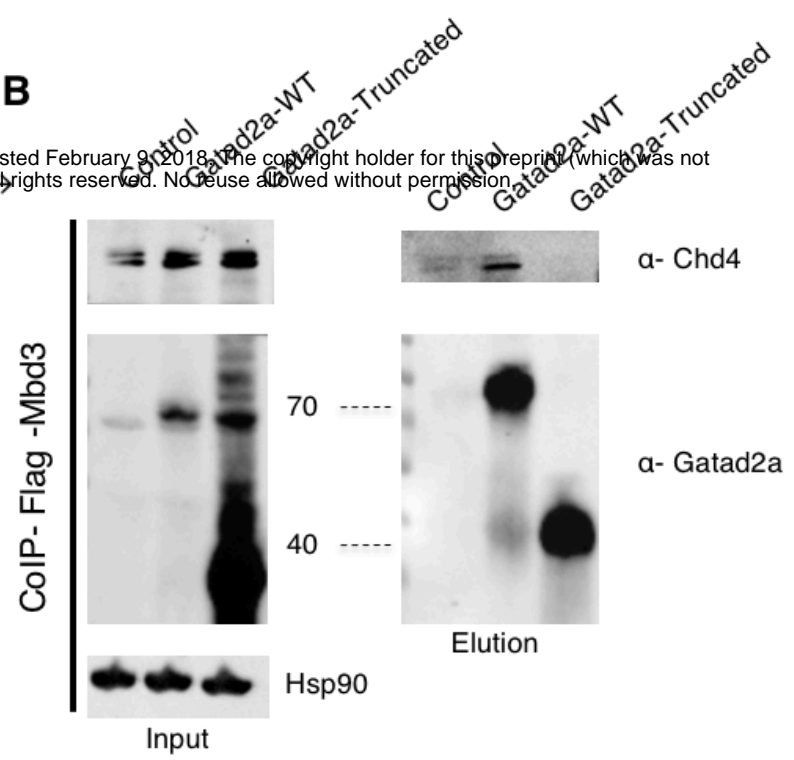 B
Control
Gatad2a-WT
Gatad2a-Truncated
Control
Gatad2a-WT
Gatad2a-Truncated
sted February 9, 2018. The copyright holder for this preprint (which was not
rights reserved. No reuse allowed without permission.
CoIP- Flag -Mbd3
α- Chd4
70 -----
α- Gatad2a
40 -----
Elution
Hsp90
Input